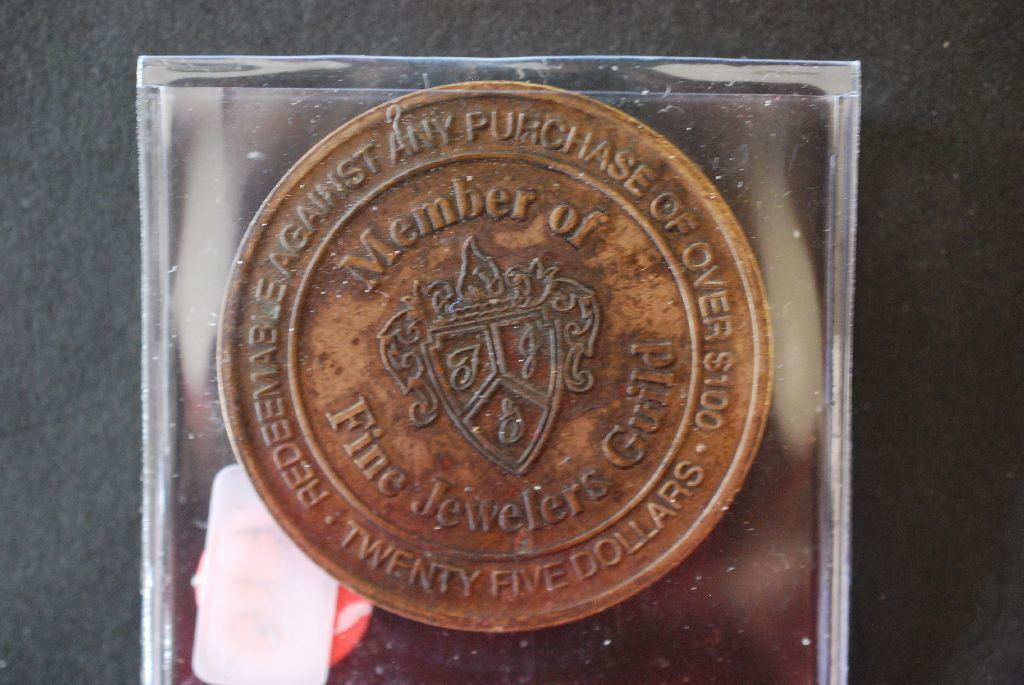 REDEEMABLE AGAINST ANY PURCHASE OF OVER $100 ·
TWENTY FIVE DOLLARS ·
Member of
Fine Jewelers Guild